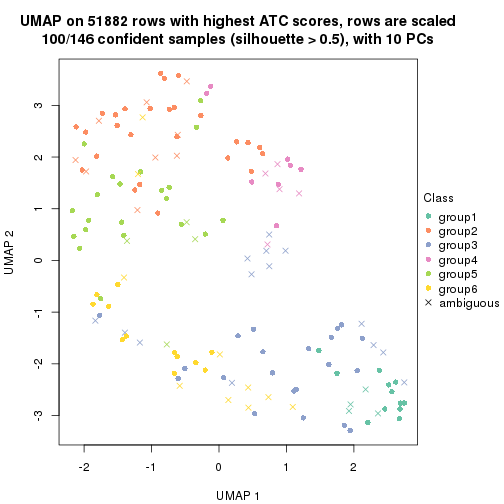 UMAP on 51882 rows with highest ATC scores, rows are scaled
100/146 confident samples (silhouette > 0.5), with 10 PCs
3
2
1
0
-1
-2
-3
UMAP 2
-2
-1
0
1
2
UMAP 1
Class
group1
group2
group3
group4
group5
group6
ambiguous